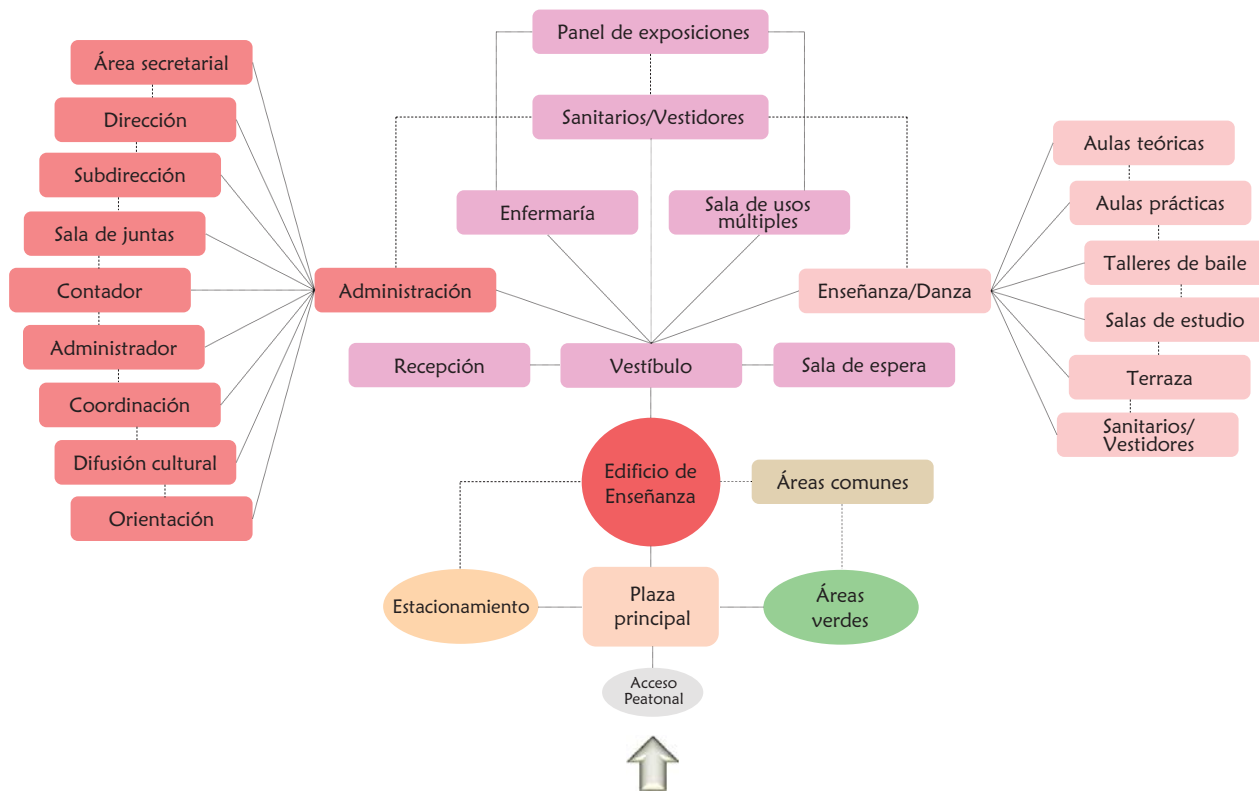 Panel de exposiciones
Área secretarial
Dirección
Subdirección
Sala de juntas
Contador
Administrador
Coordinación
Difusión cultural
Orientación
Administración
Sanitarios/Vestidores
Enfermaría
Sala de usos
múltiples
Enseñanza/Danza
Aulas teóricas
Aulas prácticas
Talleres de baile
Salas de estudio
Terraza
Sanitarios/
Vestidores
Recepción
Vestíbulo
Sala de espera
Edificio de
Enseñanza
Áreas comunes
Estacionamiento
Plaza
principal
Áreas
verdes
Acceso
Peatonal